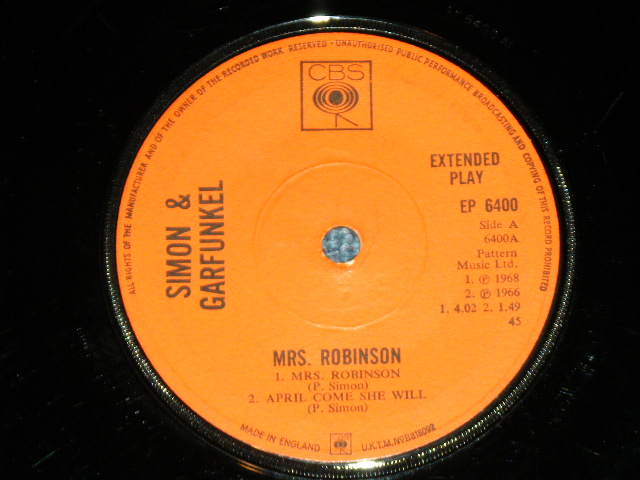 ALL RIGHTS OF THE MANUFACTURER AND OF THE OWNER OF THE RECORDED WORK RESERVED · UNAUTHORISED PUBLIC PERFORMANCE BROADCASTING AND COPYING OF THIS RECORD PROHIBITED
CBS
SIMON &
GARFUNKEL
EXTENDED
PLAY
EP 6400
Side A
6400A
Pattern
Music Ltd.
1. ℗ 1968
2. ℗ 1966
1. 4.02 2. 1.49
45
MRS. ROBINSON
1. MRS. ROBINSON
(P. Simon)
2. APRIL COME SHE WILL
(P. Simon)
MADE IN ENGLAND
U.K.T.M. No B816092